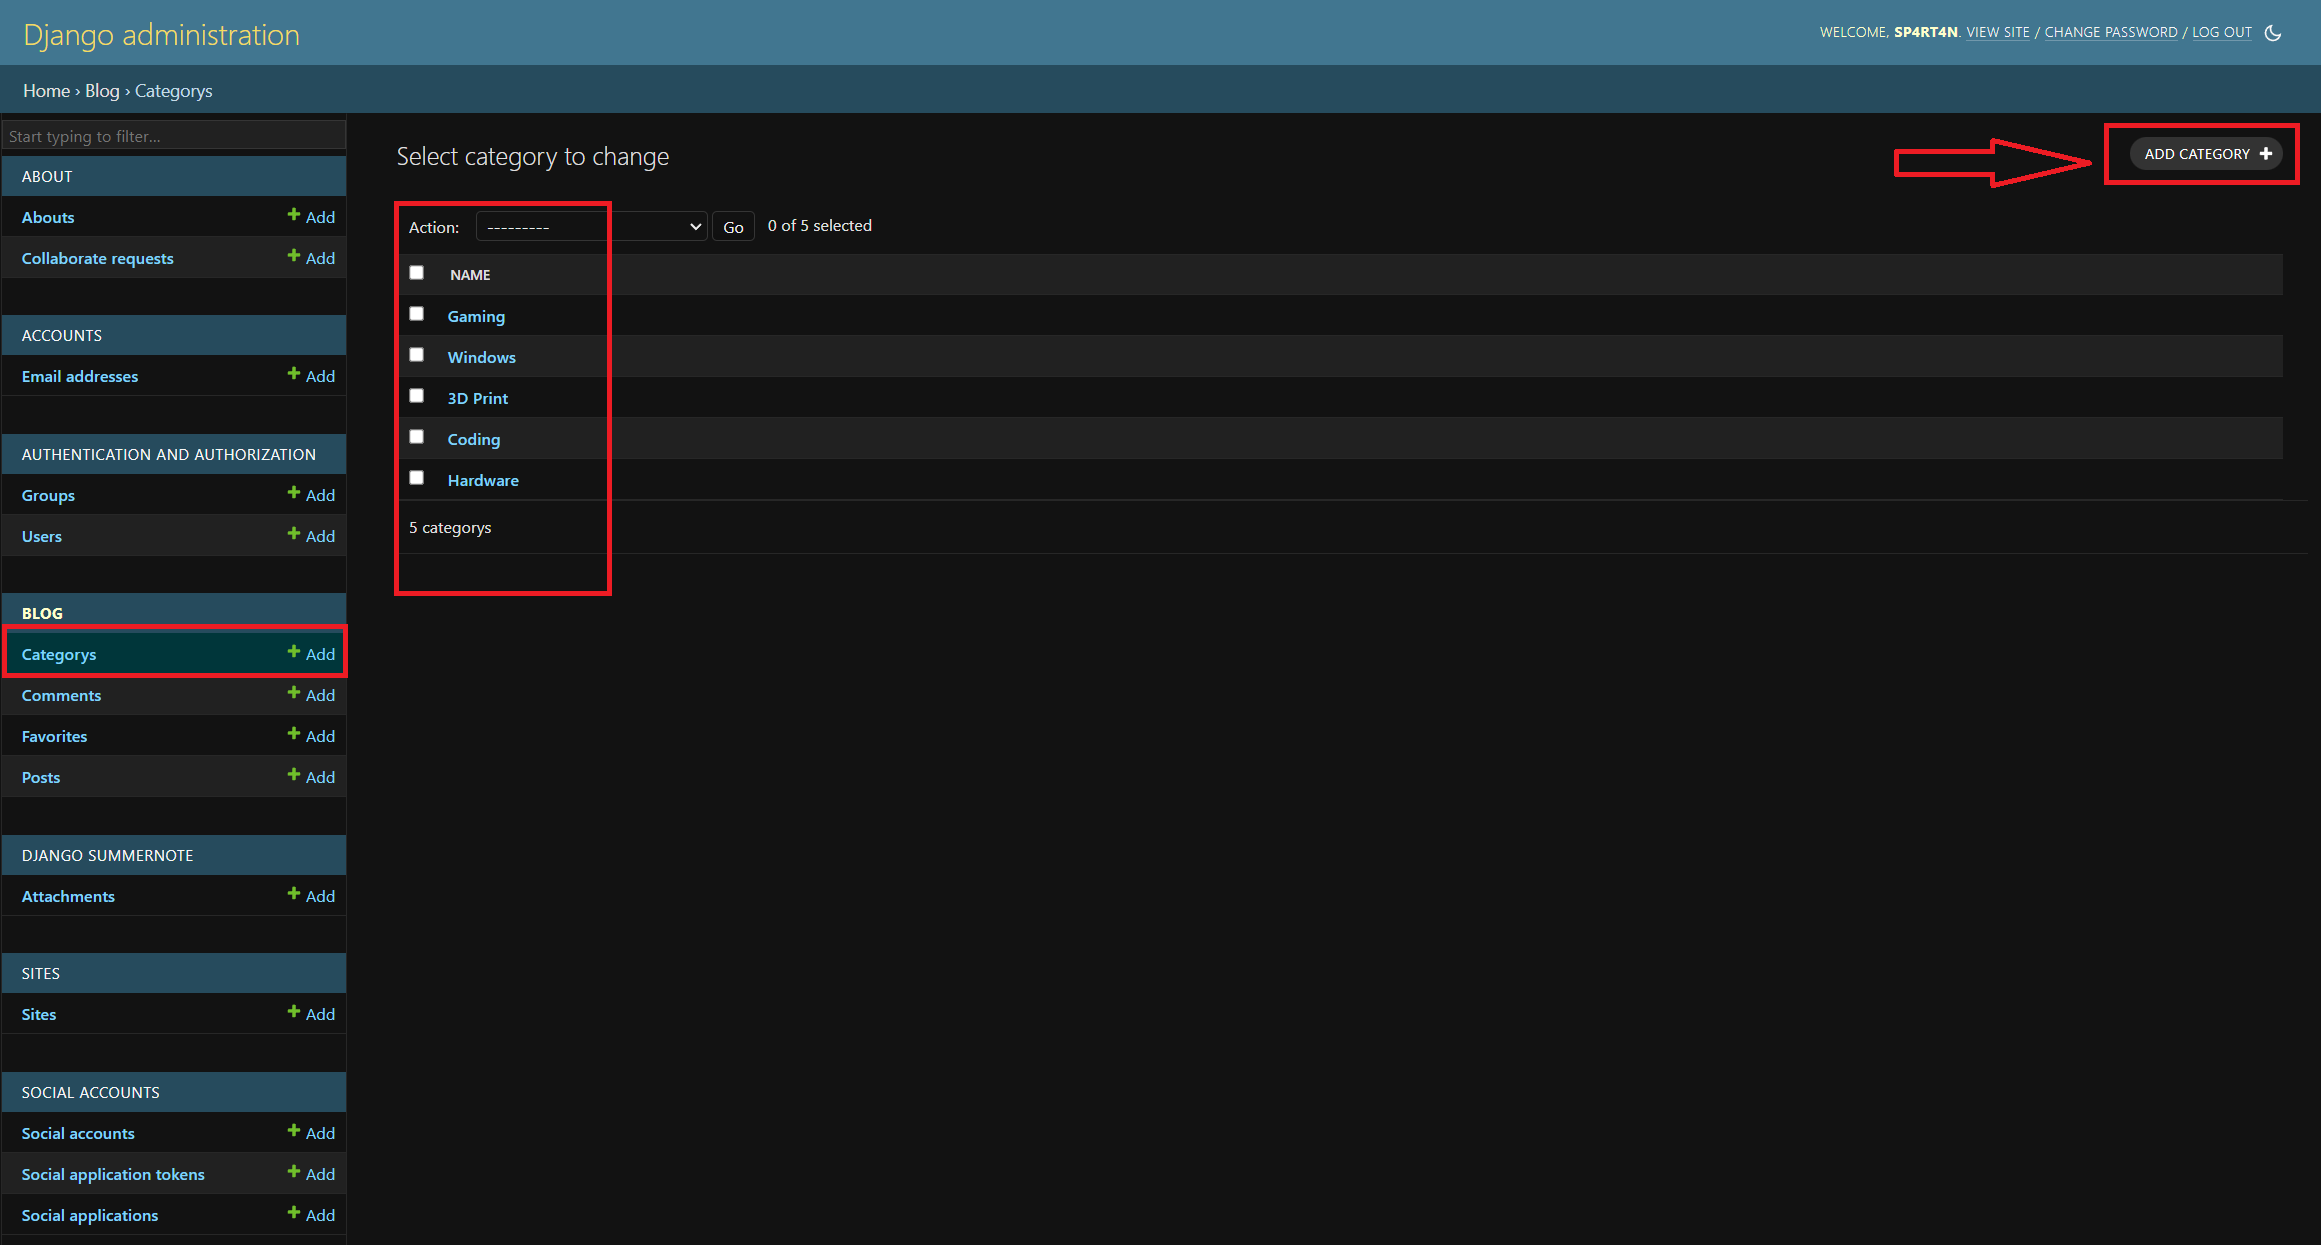 Django administration
WELCOME, SP4RT4N. VIEW SITE / CHANGE PASSWORD / LOG OUT
Home › Blog › Categorys
Start typing to filter...
ABOUT
Abouts Add
Collaborate requests Add
ACCOUNTS
Email addresses Add
AUTHENTICATION AND AUTHORIZATION
Groups Add
Users Add
BLOG
Categorys Add
Comments Add
Favorites Add
Posts Add
DJANGO SUMMERNOTE
Attachments Add
SITES
Sites Add
SOCIAL ACCOUNTS
Social accounts Add
Social application tokens Add
Social applications Add
Select category to change
ADD CATEGORY
Action: --------- Go 0 of 5 selected
NAME
Gaming
Windows
3D Print
Coding
Hardware
5 categorys